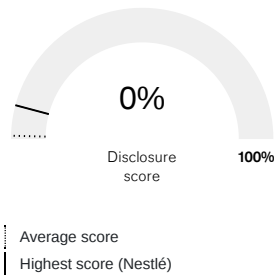 0%
Disclosure
score
100%
Average score
Highest score (Nestlé)